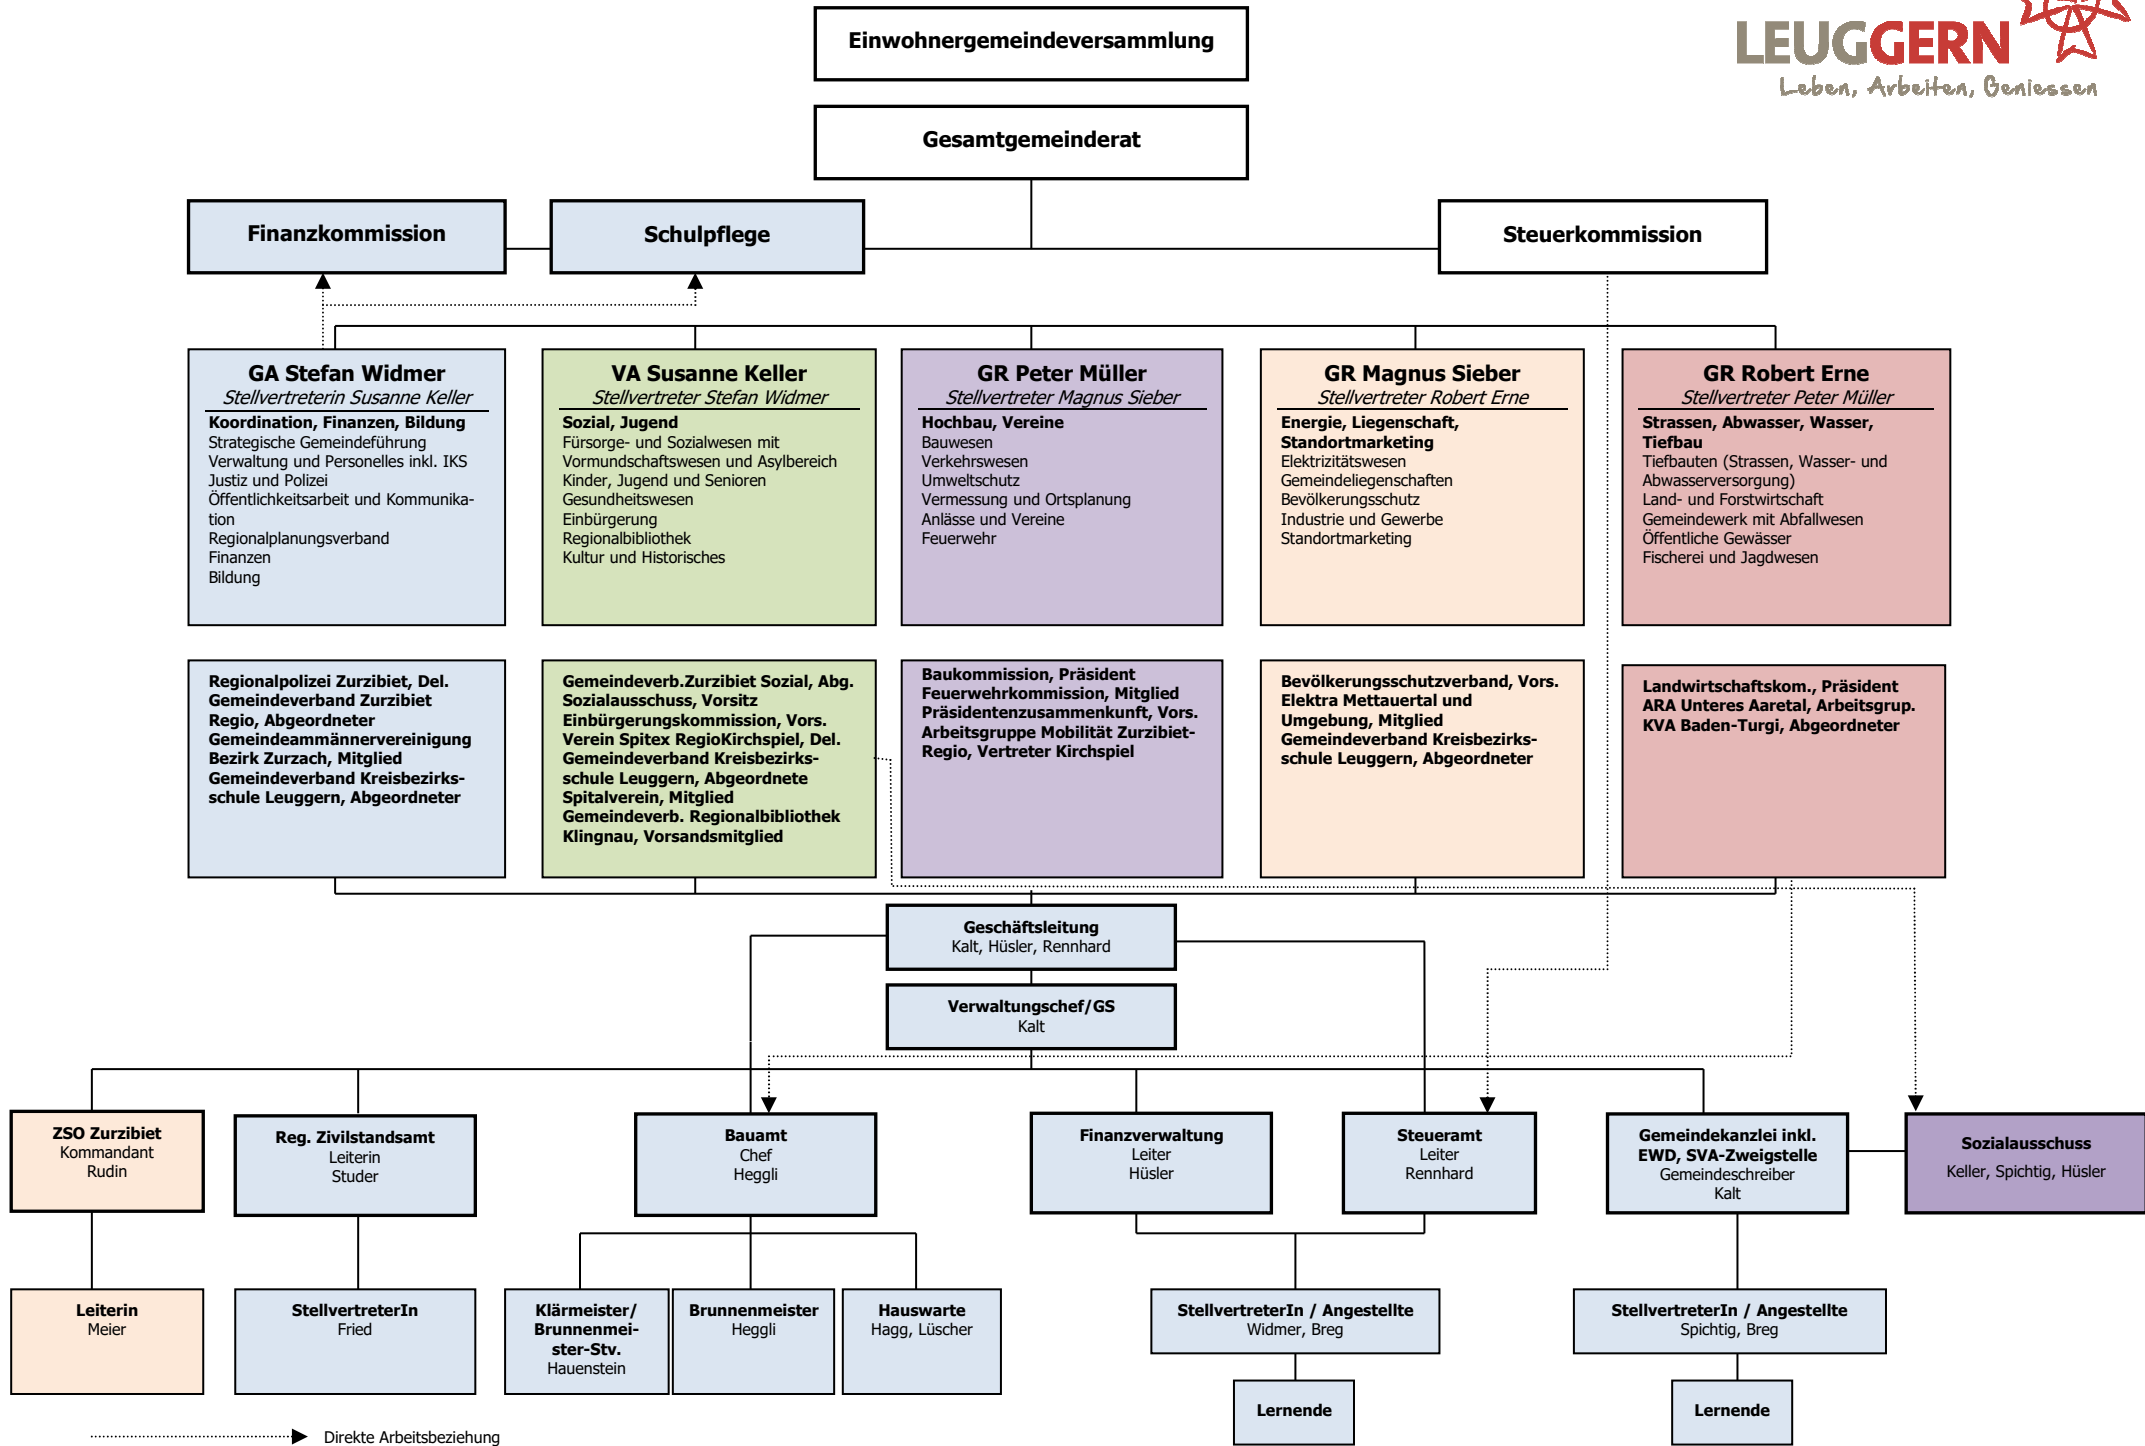 Einwohnergemeindeversammlung
LEUGGERN
Leben, Arbeiten, Geniessen
Gesamtgemeinderat
Finanzkommission
Schulpflege
Steuerkommission
GA Stefan Widmer
Stellvertreterin Susanne Keller
Koordination, Finanzen, Bildung
Strategische Gemeindeführung
Verwaltung und Personelles inkl. IKS
Justiz und Polizei
Öffentlichkeitsarbeit und Kommunika-
tion
Regionalplanungsverband
Finanzen
Bildung
VA Susanne Keller
Stellvertreter Stefan Widmer
Sozial, Jugend
Fürsorge- und Sozialwesen mit
Vormundschaftswesen und Asylbereich
Kinder, Jugend und Senioren
Gesundheitswesen
Einbürgerung
Regionalbibliothek
Kultur und Historisches
GR Peter Müller
Stellvertreter Magnus Sieber
Hochbau, Vereine
Bauwesen
Verkehrswesen
Umweltschutz
Vermessung und Ortsplanung
Anlässe und Vereine
Feuerwehr
GR Magnus Sieber
Stellvertreter Robert Erne
Energie, Liegenschaft,
Standortmarketing
Elektrizitätswesen
Gemeindeliegenschaften
Bevölkerungsschutz
Industrie und Gewerbe
Standortmarketing
GR Robert Erne
Stellvertreter Peter Müller
Strassen, Abwasser, Wasser,
Tiefbau
Tiefbauten (Strassen, Wasser- und
Abwasserversorgung)
Land- und Forstwirtschaft
Gemeindewerk mit Abfallwesen
Öffentliche Gewässer
Fischerei und Jagdwesen
Regionalpolizei Zurzibiet, Del.
Gemeindeverband Zurzibiet
Regio, Abgeordneter
Gemeindeammännervereinigung
Bezirk Zurzach, Mitglied
Gemeindeverband Kreisbezirks-
schule Leuggern, Abgeordneter
Gemeindeverb.Zurzibiet Sozial, Abg.
Sozialausschuss, Vorsitz
Einbürgerungskommission, Vors.
Verein Spitex RegioKirchspiel, Del.
Gemeindeverband Kreisbezirks-
schule Leuggern, Abgeordnete
Spitalverein, Mitglied
Gemeindeverb. Regionalbibliothek
Klingnau, Vorsandsmitglied
Baukommission, Präsident
Feuerwehrkommission, Mitglied
Präsidentenzusammenkunft, Vors.
Arbeitsgruppe Mobilität Zurzibiet-
Regio, Vertreter Kirchspiel
Bevölkerungsschutzverband, Vors.
Elektra Mettauertal und
Umgebung, Mitglied
Gemeindeverband Kreisbezirks-
schule Leuggern, Abgeordneter
Landwirtschaftskom., Präsident
ARA Unteres Aaretal, Arbeitsgrup.
KVA Baden-Turgi, Abgeordneter
Geschäftsleitung
Kalt, Hüsler, Rennhard
Verwaltungschef/GS
Kalt
ZSO Zurzibiet
Kommandant
Rudin
Reg. Zivilstandsamt
Leiterin
Studer
Bauamt
Chef
Heggli
Finanzverwaltung
Leiter
Hüsler
Steueramt
Leiter
Rennhard
Gemeindekanzlei inkl.
EWD, SVA-Zweigstelle
Gemeindeschreiber
Kalt
Sozialausschuss
Keller, Spichtig, Hüsler
Leiterin
Meier
StellvertreterIn
Fried
Klärmeister/
Brunnenmei-
ster-Stv.
Hauenstein
Brunnenmeister
Heggli
Hauswarte
Hagg, Lüscher
StellvertreterIn / Angestellte
Widmer, Breg
StellvertreterIn / Angestellte
Spichtig, Breg
Lernende
Lernende
Direkte Arbeitsbeziehung